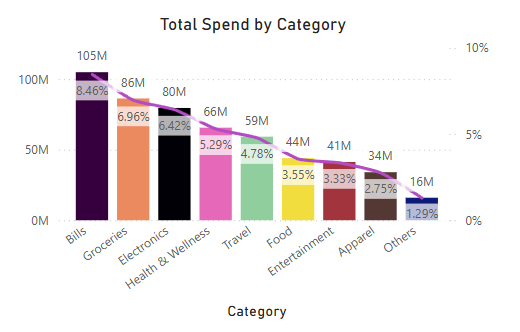 Total Spend by Category
105M
86M
80M
66M
59M
44M
41M
34M
16M
8.46%
6.96%
6.42%
5.29%
4.78%
3.55%
3.33%
2.75%
1.29%
100M
50M
0M
10%
5%
0%
Bills
Groceries
Electronics
Health & Wellness
Travel
Food
Entertainment
Apparel
Others
Category